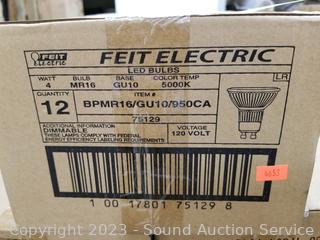 FEIT electric
FEIT ELECTRIC
LED BULBS
WATT BULB BASE COLOR TEMP
4 MR16 GU10 5000K
LR
QUANTITY
12
ITEM #
BPMR16/GU10/950CA
75129
ADDITIONAL INFORMATION
DIMMABLE
THESE LAMPS COMPLY WITH FEDERAL
ENERGY EFFICIENCY LABELING REQUIREMENTS
VOLTAGE
120 VOLT
1 00 17801 75129 8
Copyright 2023 - Sound Auction Service